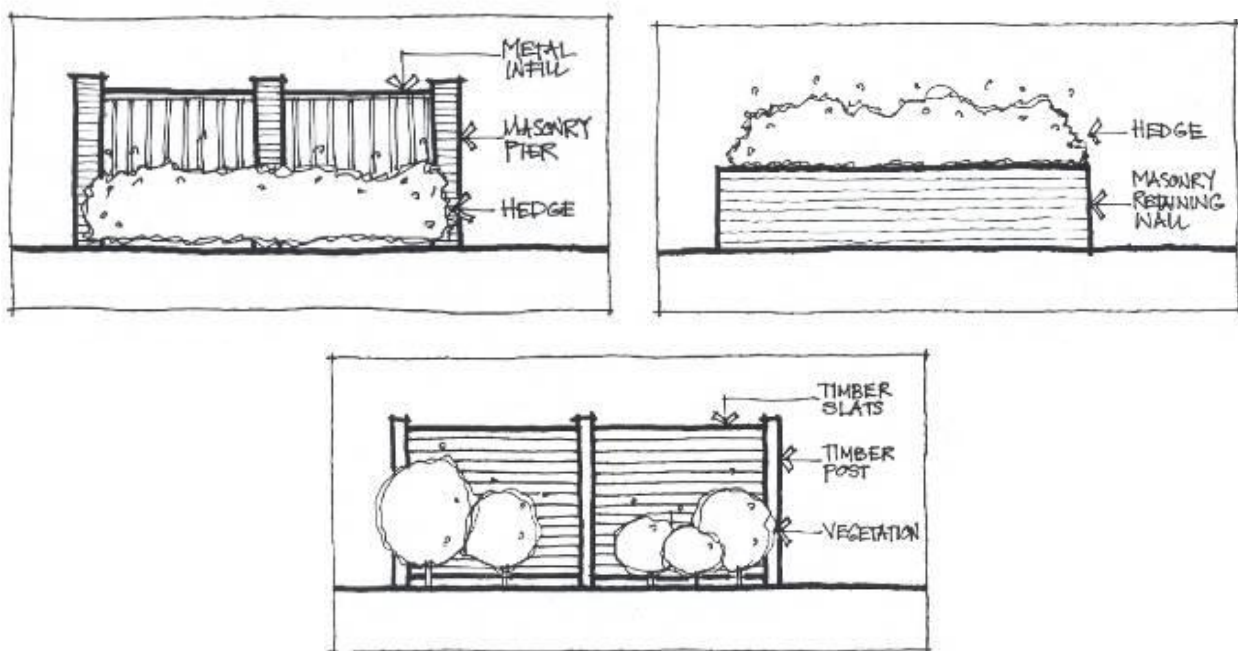 METAL
INFILL
MASONRY
PIER
HEDGE
HEDGE
MASONRY
RETAINING
WALL
TIMBER
SLATS
TIMBER
POST
VEGETATION